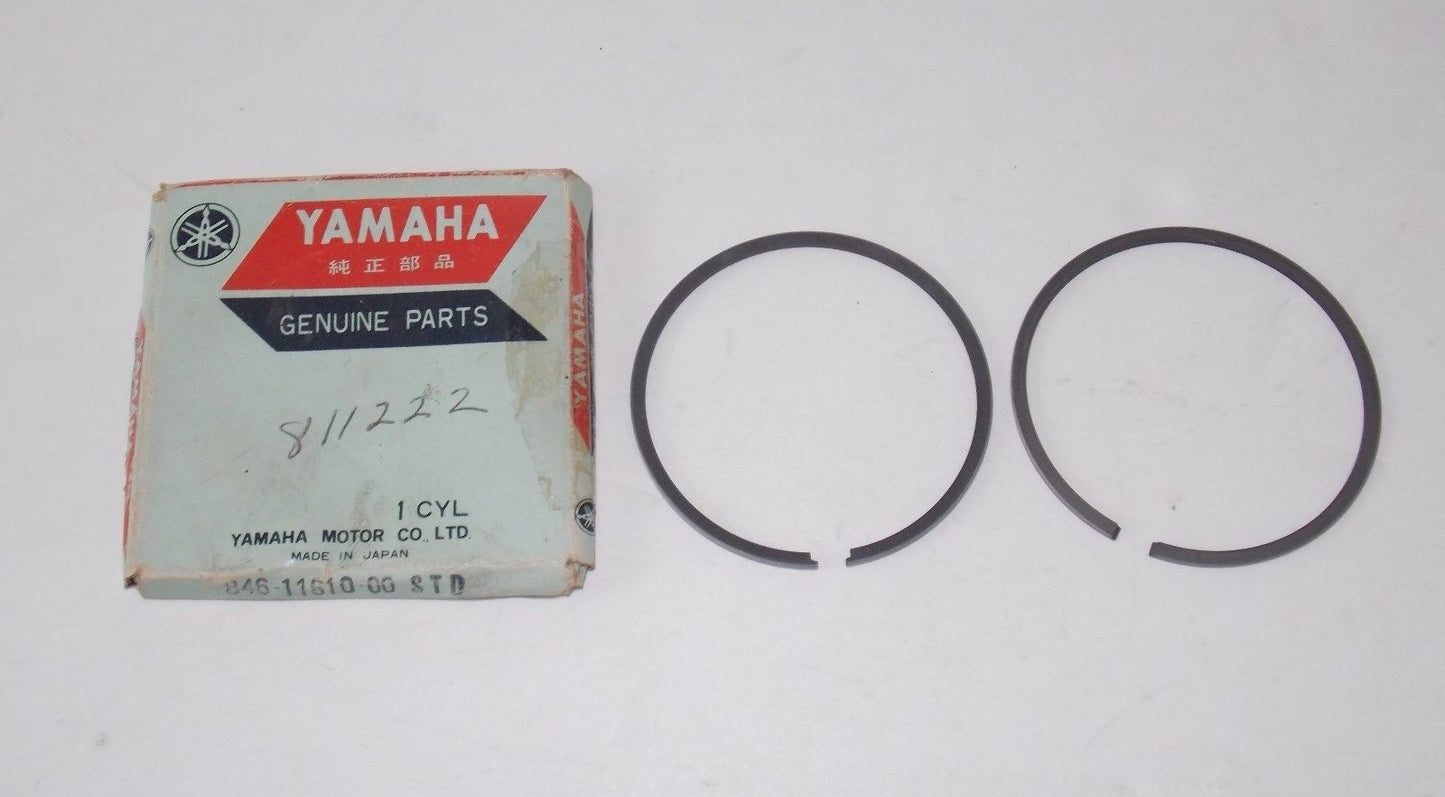 YAMAHA
純正部品
GENUINE PARTS
811222
1 CYL
YAMAHA MOTOR CO., LTD.
MADE IN JAPAN
846-11610-00 STD
YAMAHA